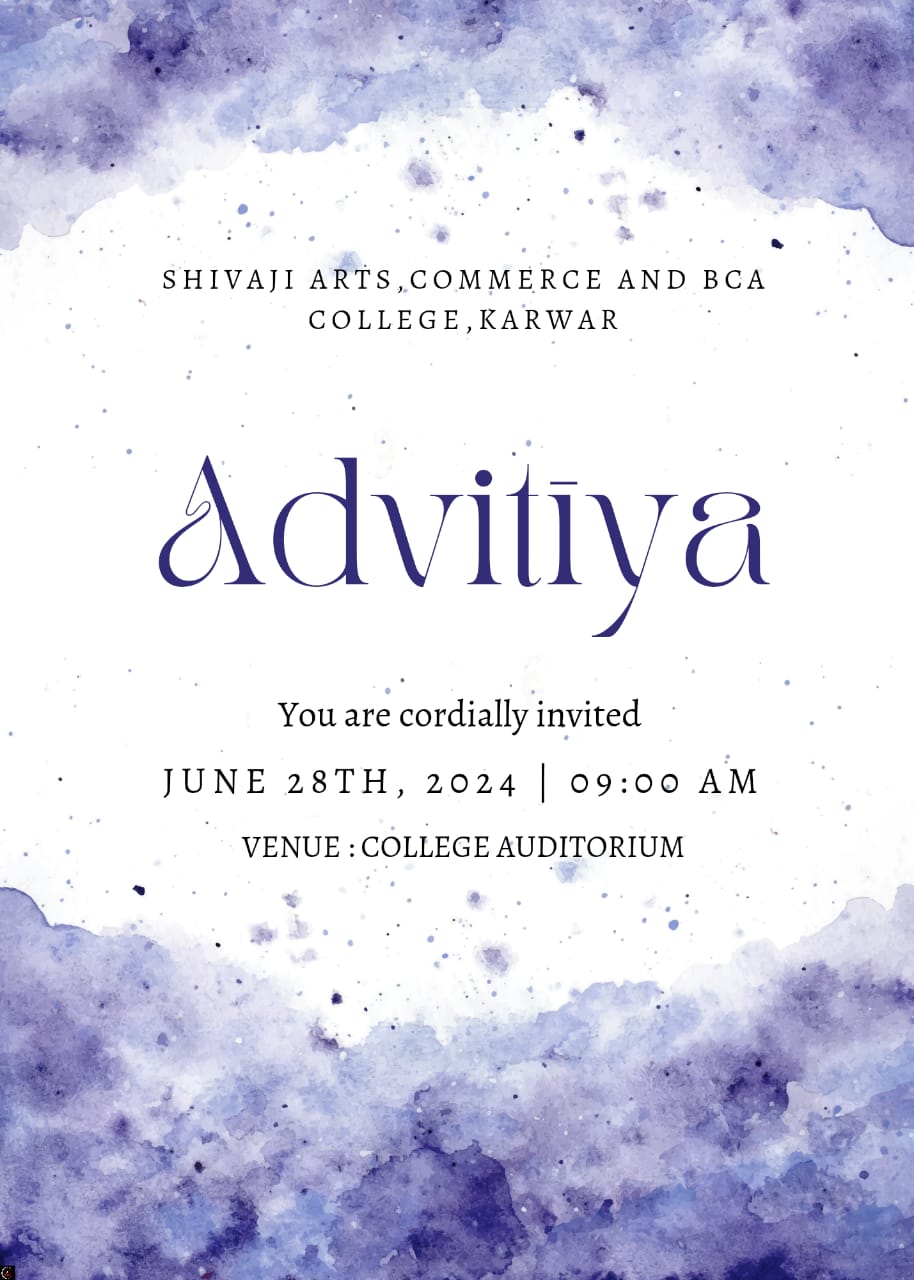 SHIVAJI ARTS,COMMERCE AND BCA
COLLEGE,KARWAR
Advitīya
You are cordially invited
JUNE 28TH, 2024 | 09:00 AM
VENUE : COLLEGE AUDITORIUM